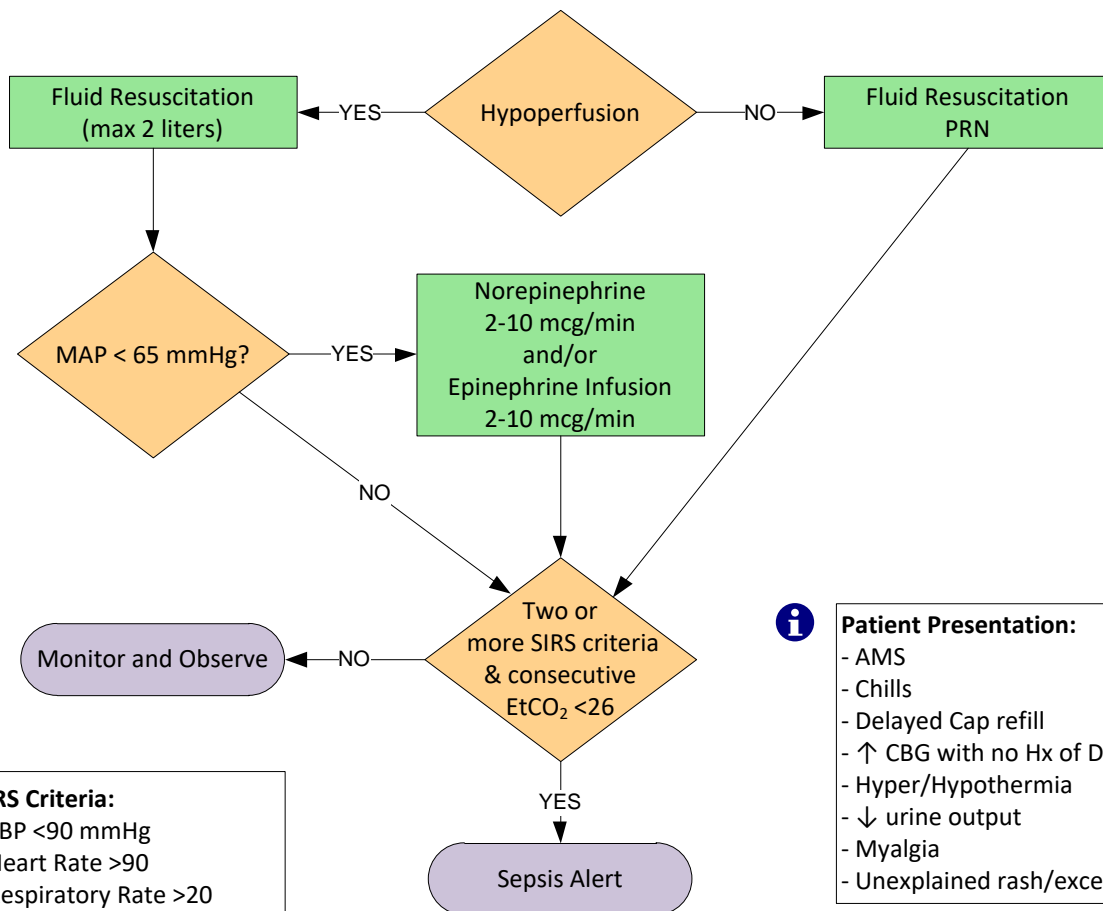 Hypoperfusion
YES
NO
Fluid Resuscitation
(max 2 liters)
Fluid Resuscitation
PRN
MAP < 65 mmHg?
YES
NO
Norepinephrine
2-10 mcg/min
and/or
Epinephrine Infusion
2-10 mcg/min
Two or
more SIRS criteria
& consecutive
EtCO₂ <26
NO
Monitor and Observe
YES
Sepsis Alert
Patient Presentation:
- AMS
- Chills
- Delayed Cap refill
- ↑ CBG with no Hx of
- Hyper/Hypothermia
- ↓ urine output
- Myalgia
- Unexplained
Criteria:
<90 mmHg
Rate >90
Rate >20